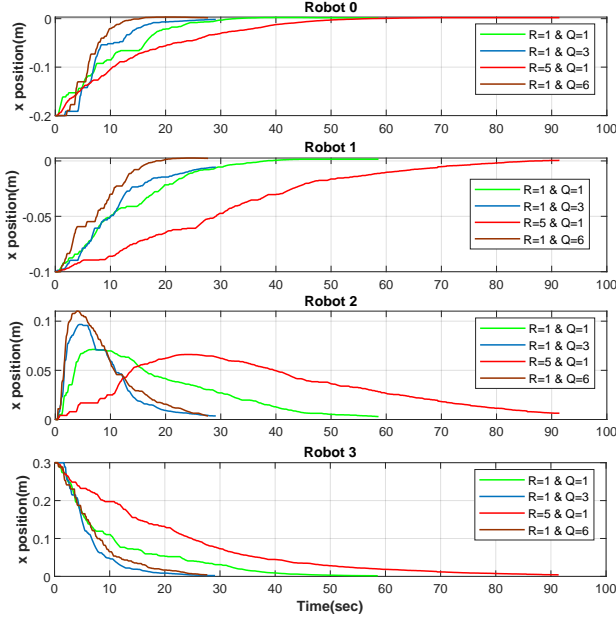 Robot 0
x position(m)
0
-0.1
-0.2
R=1 & Q=1
R=1 & Q=3
R=5 & Q=1
R=1 & Q=6
0 10 20 30 40 50 60 70 80 90 100
Robot 1
x position(m)
0
-0.05
-0.1
R=1 & Q=1
R=1 & Q=3
R=5 & Q=1
R=1 & Q=6
0 10 20 30 40 50 60 70 80 90 100
Robot 2
x position(m)
0.1
0.05
0
R=1 & Q=1
R=1 & Q=3
R=5 & Q=1
R=1 & Q=6
0 10 20 30 40 50 60 70 80 90 100
Robot 3
x position(m)
0.3
0.2
0.1
0
R=1 & Q=1
R=1 & Q=3
R=5 & Q=1
R=1 & Q=6
0 10 20 30 40 50 60 70 80 90 100
Time(sec)